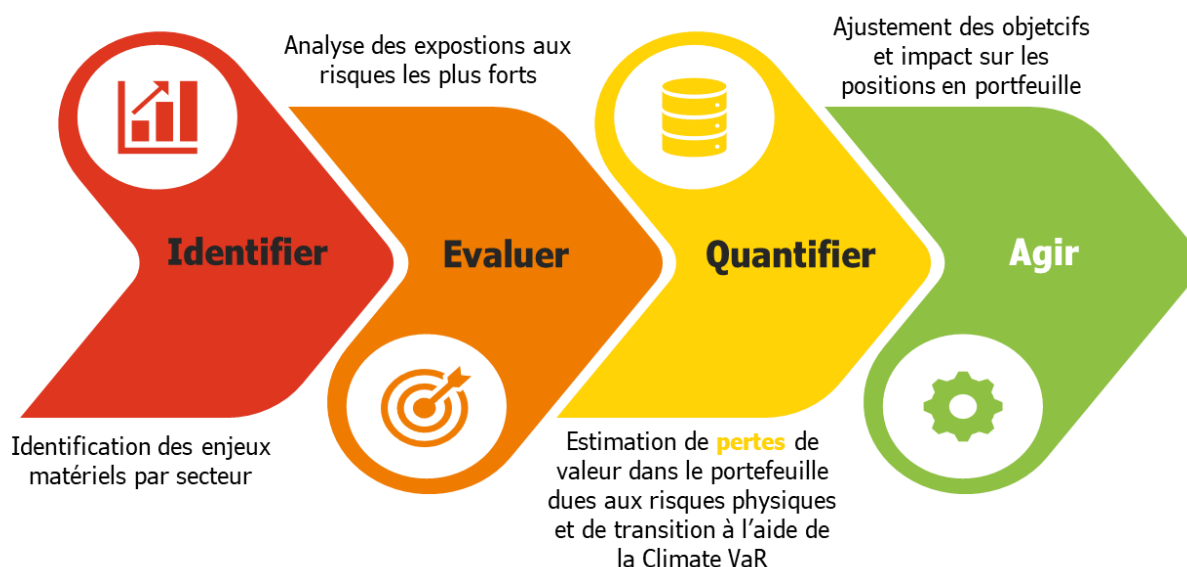 Identifier
Identification des enjeux
matériels par secteur
Analyse des expostions aux
risques les plus forts
Evaluer
Quantifier
Estimation de pertes de
valeur dans le portefeuille
dues aux risques physiques
et de transition à l’aide de
la Climate VaR
Ajustement des objetcifs
et impact sur les
positions en portfeuille
Agir